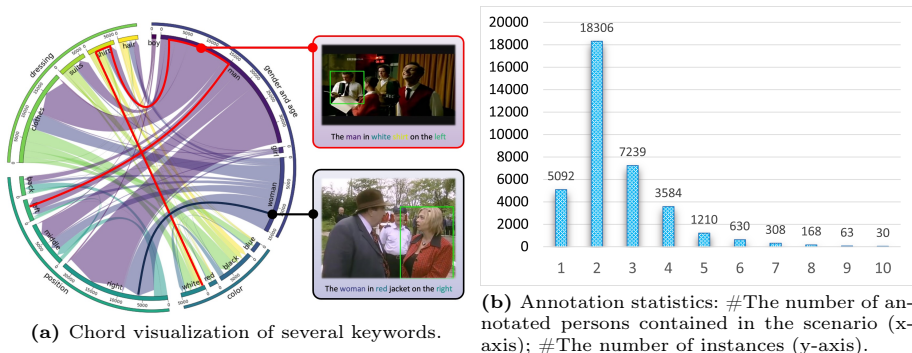 dressing
suits
shirt
hair
boy
man
gender and age
girl
woman
clothes
back
left
middle
right
position
white
red
black
blue
color
The man in white on the left
The woman in red jacket on the right
(a) Chord visualization of several keywords.
20000
18000
16000
14000
12000
10000
8000
6000
4000
2000
0
5092
18306
7239
3584
1210
630
308
168
63
30
1 2 3 4 5 6 7 8 9 10
(b) Annotation statistics: #The number of an-
notated persons contained in the scenario (x-
axis); #The number of instances (y-axis).